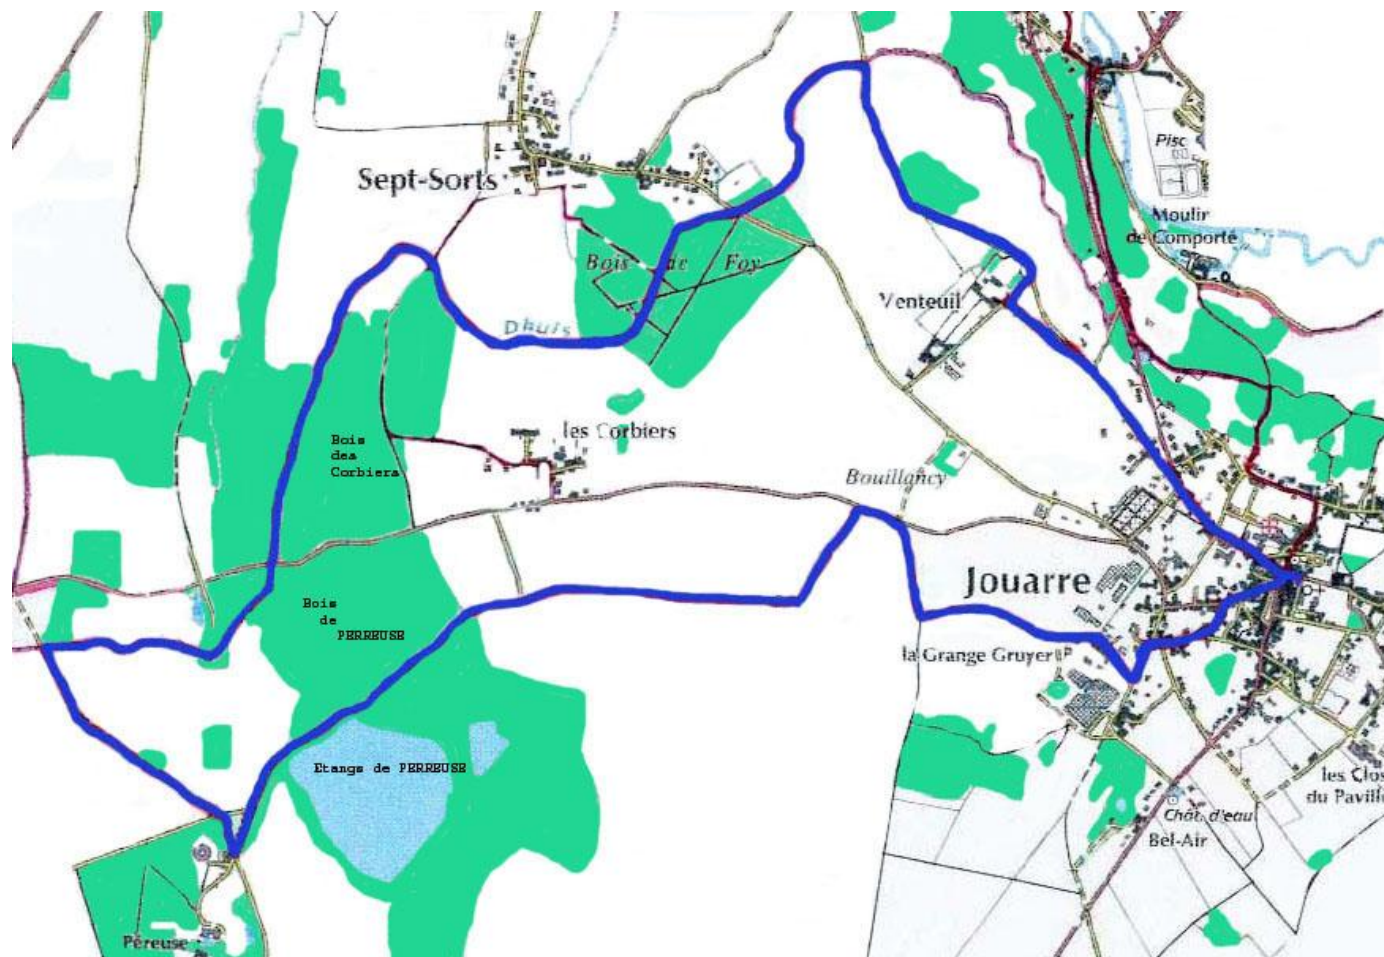 Pisc
Sept-Sorts
Moulir
de Comporté
Bois de Foy
Venteuil
Dhuis
les Corbiers
Bois
des
Corbiers
Bouillancy
Jouarre
Bois
de
PERREUSE
la Grange Gruyer
Etangs de PERREUSE
les Clos
du Pavill
Chât. d'eau
Bel-Air
Péreuse